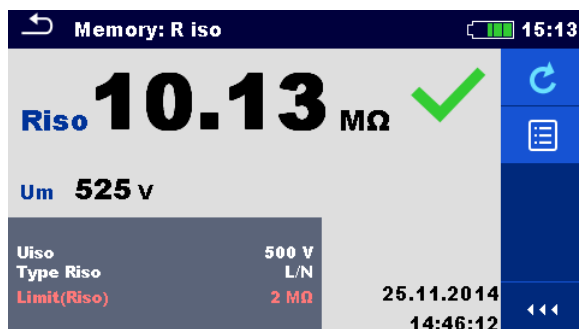 Memory: R iso 15:13
Riso 10.13 MΩ
Um 525 V
Uiso 500 V
Type Riso L/N
Limit(Riso) 2 MΩ
25.11.2014
14:46:12